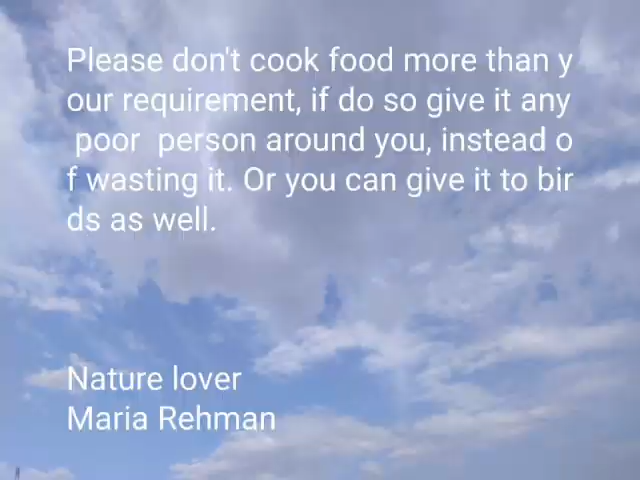 Please don't cook food more than y
our requirement, if do so give it any
poor  person around you, instead o
f wasting it. Or you can give it to bir
ds as well.
Nature lover
Maria Rehman